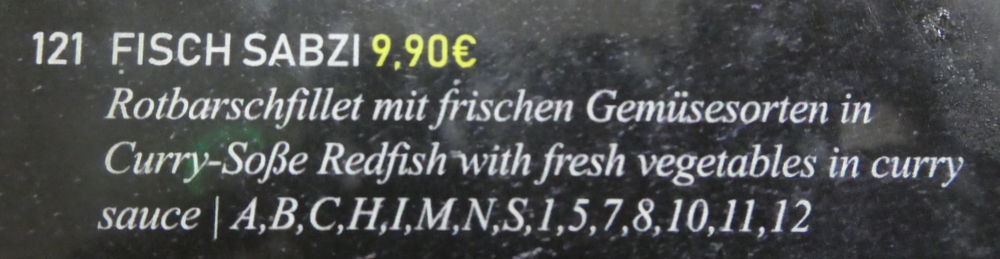 121 FISCH SABZI 9,90€
Rotbarschfillet mit frischen Gemüsesorten in
Curry-Soße Redfish with fresh vegetables in curry
sauce | A,B,C,H,I,M,N,S,1,5,7,8,10,11,12